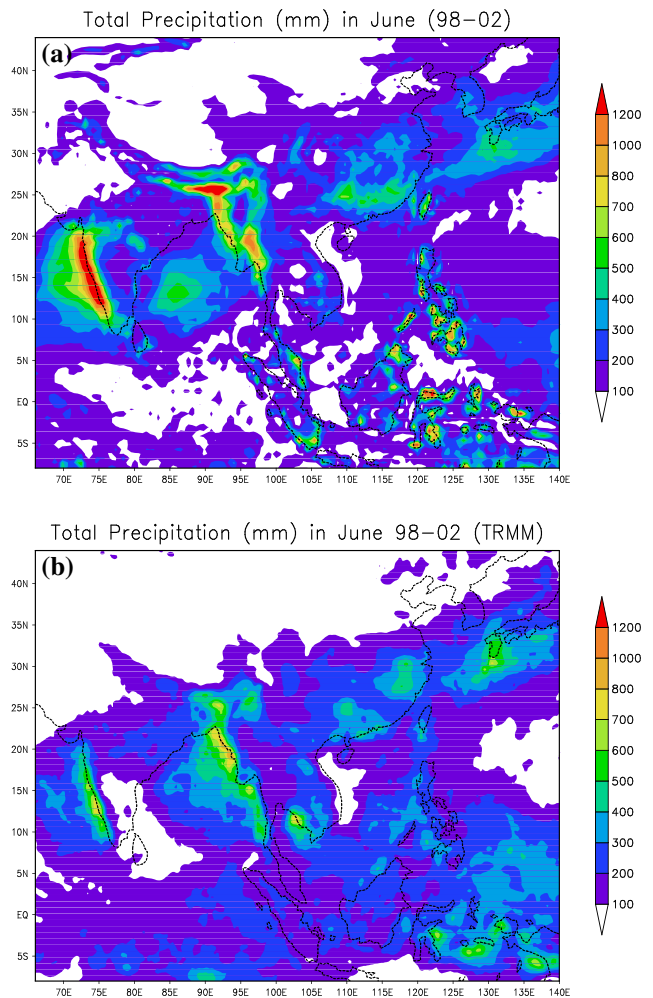 Total Precipitation (mm) in June (98-02)
(a)
40N
35N
30N
25N
20N
15N
10N
5N
EQ
5S
70E 75E 80E 85E 90E 95E 100E 105E 110E 115E 120E 125E 130E 135E 140E
1200
1000
800
700
600
500
400
300
200
100
Total Precipitation (mm) in June 98-02 (TRMM)
(b)
40N
35N
30N
25N
20N
15N
10N
5N
EQ
5S
70E 75E 80E 85E 90E 95E 100E 105E 110E 115E 120E 125E 130E 135E 140E
1200
1000
800
700
600
500
400
300
200
100